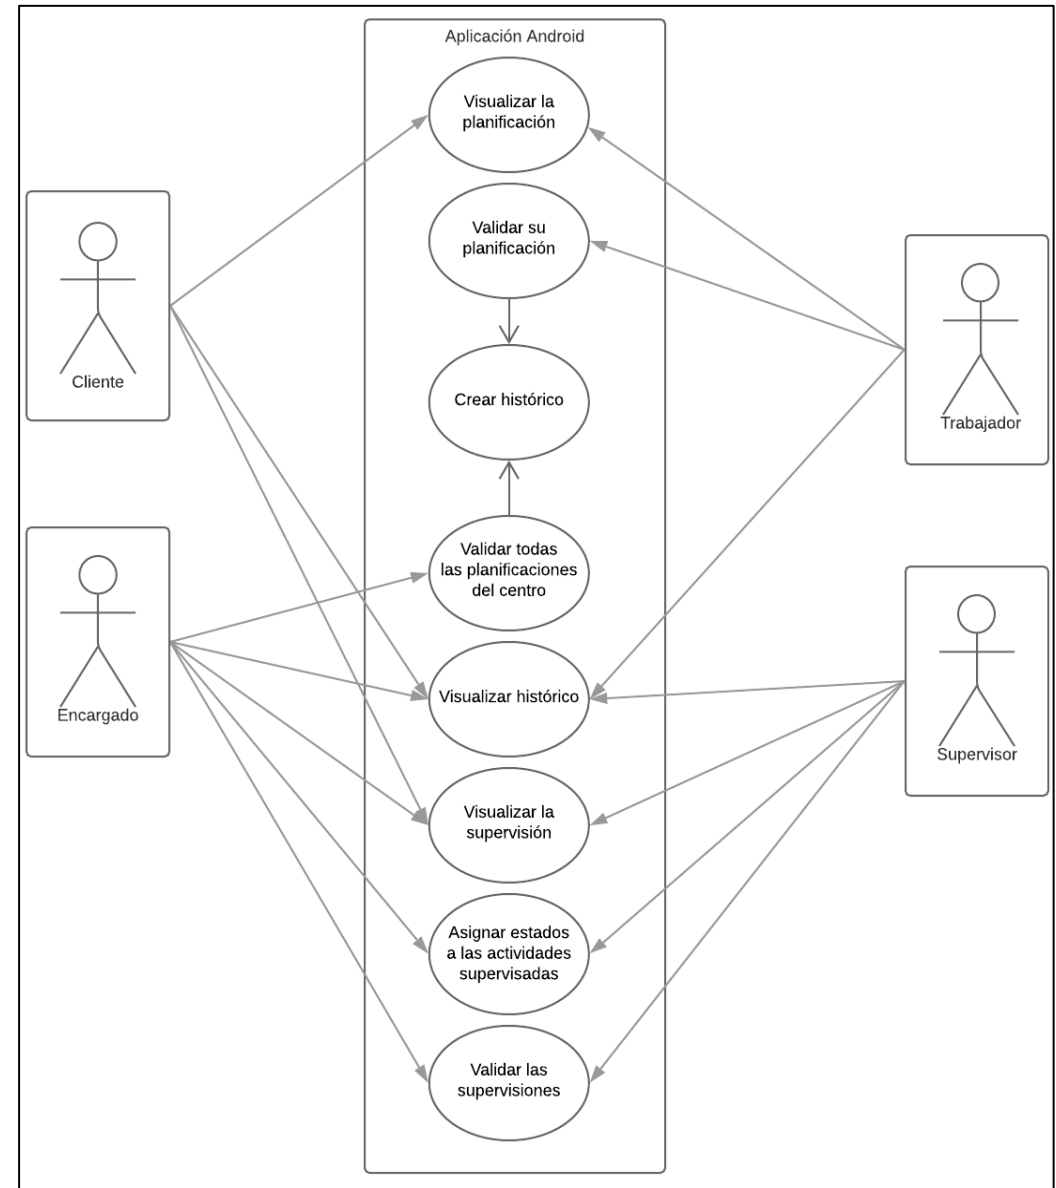 Aplicación Android
Visualizar la
planificación
Validar su
planificación
Cliente
Crear histórico
Trabajador
Validar todas
las planificaciones
del centro
Visualizar histórico
Encargado
Supervisor
Visualizar la
supervisión
Asignar estados
a las actividades
supervisadas
Validar las
supervisiones